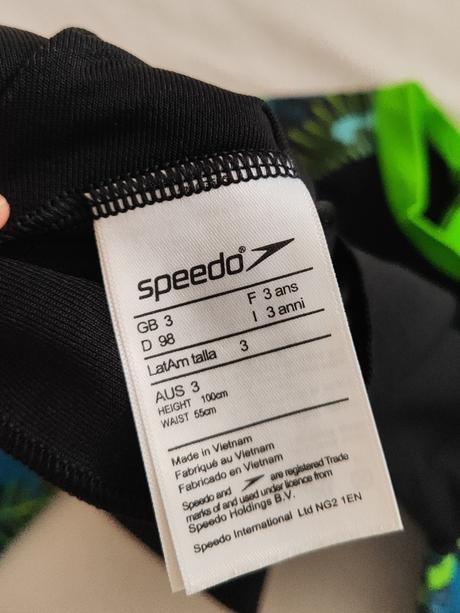 speedo®
GB 3 F 3 ans
D 98 I 3 anni
LatAm talla 3
AUS 3
HEIGHT 100cm
WAIST 55cm
Made in Vietnam
Fabriqué au Vietnam
Fabricado en Vietnam
Speedo and are registered Trade
marks of and used under licence from
Speedo Holdings B.V.
Speedo International Ltd NG2 1EN